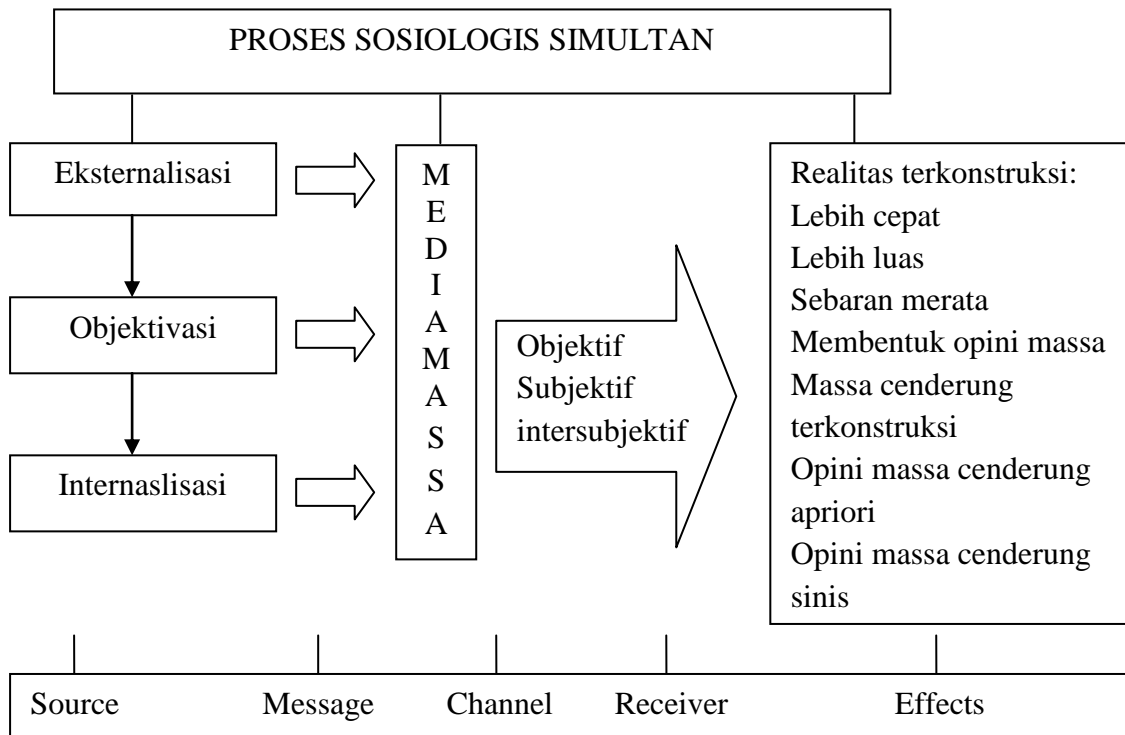 PROSES SOSIOLOGIS SIMULTAN
Eksternalisasi
Objektivasi
Internaslisasi
M
E
D
I
A
M
A
S
S
A
Objektif
Subjektif
intersubjektif
Realitas terkonstruksi:
Lebih cepat
Lebih luas
Sebaran merata
Membentuk opini massa
Massa cenderung
terkonstruksi
Opini massa cenderung
apriori
Opini massa cenderung
sinis
Source Message Channel Receiver Effects